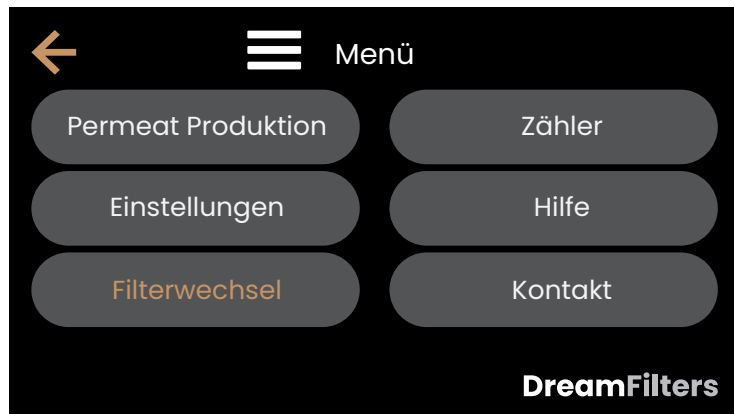 Menü
Permeat Produktion
Zähler
Einstellungen
Hilfe
Filterwechsel
Kontakt
DreamFilters